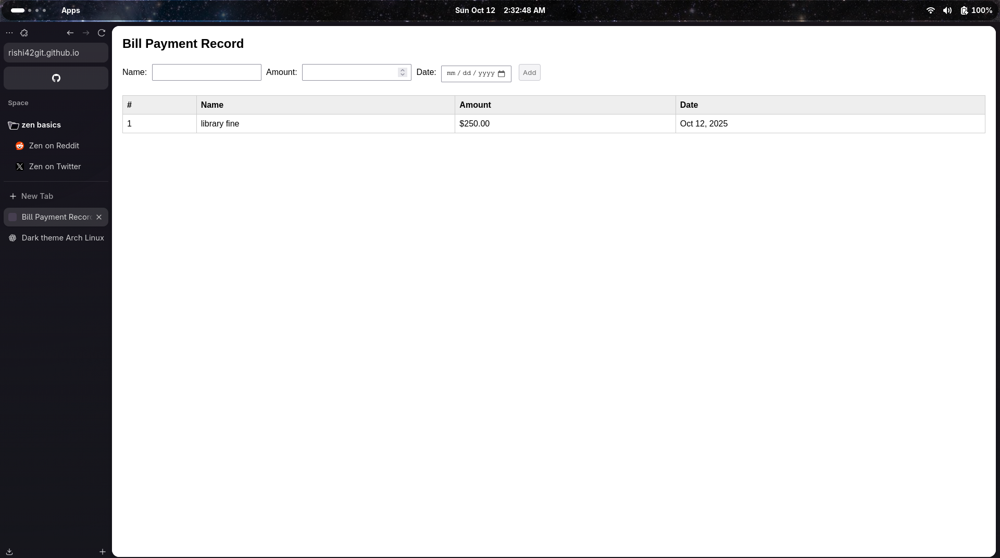 Apps
Sun Oct 12 2:32:48 AM
100%
rishi42git.github.io
Space
zen basics
Zen on Reddit
Zen on Twitter
New Tab
Bill Payment Recor
Dark theme Arch Linux
Bill Payment Record
Name: Amount: Date: mm / dd / yyyy Add
# Name Amount Date
1 library fine $250.00 Oct 12, 2025